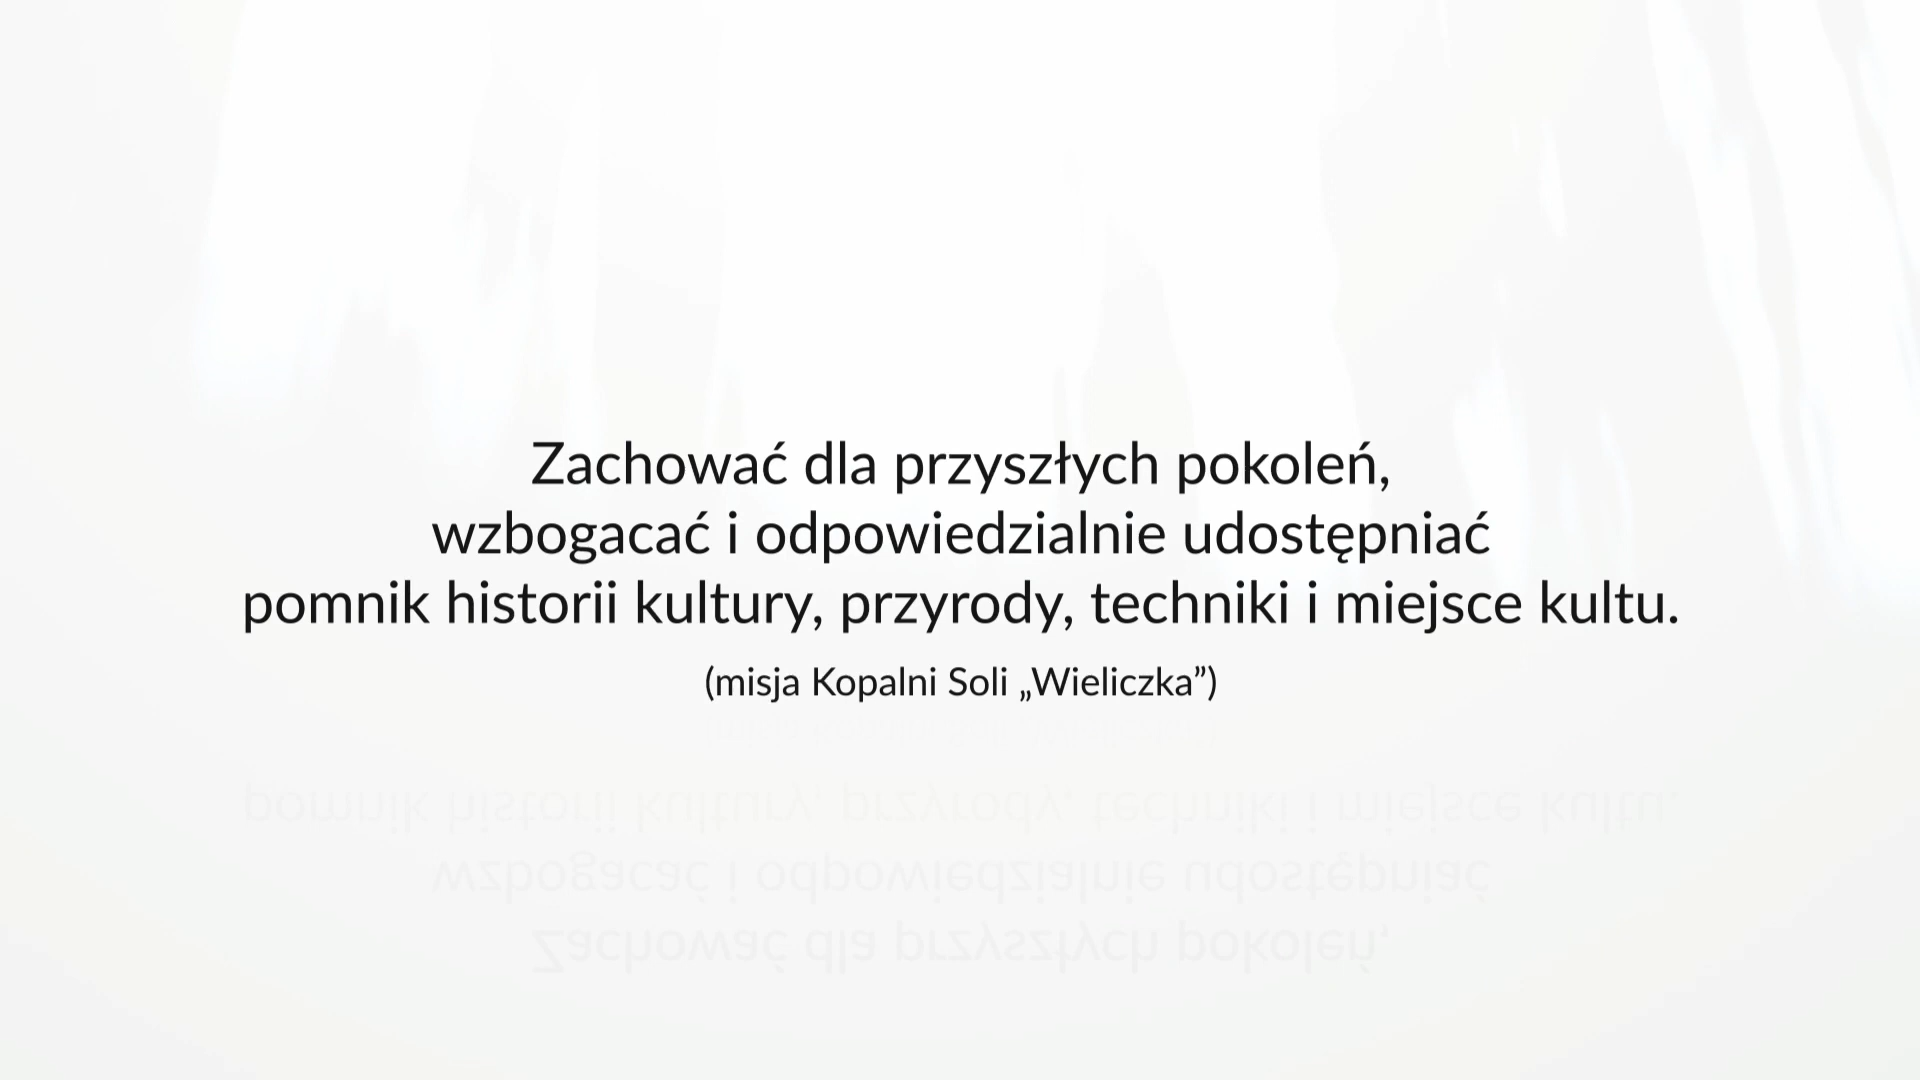 Zachować dla przyszłych pokoleń,
wzbogacać i odpowiedzialnie udostępniać
pomnik historii kultury, przyrody, techniki i miejsce kultu.
(misja Kopalni Soli „Wieliczka”)